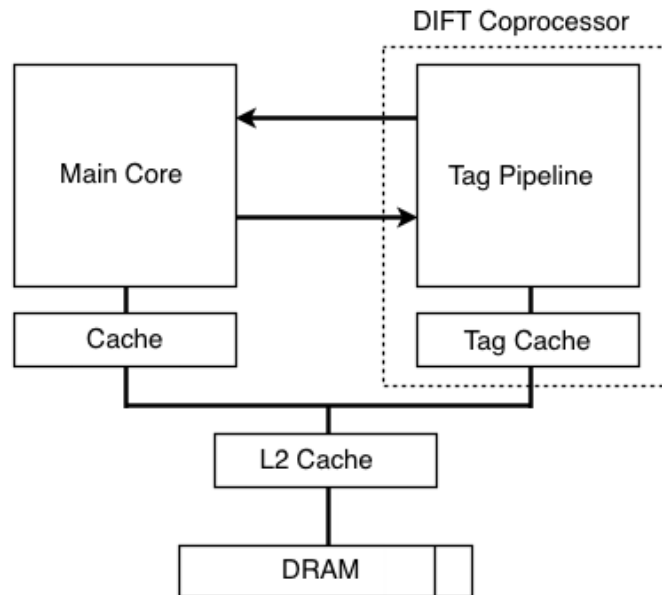 DIFT Coprocessor
Main Core
Tag Pipeline
Cache
Tag Cache
L2 Cache
DRAM